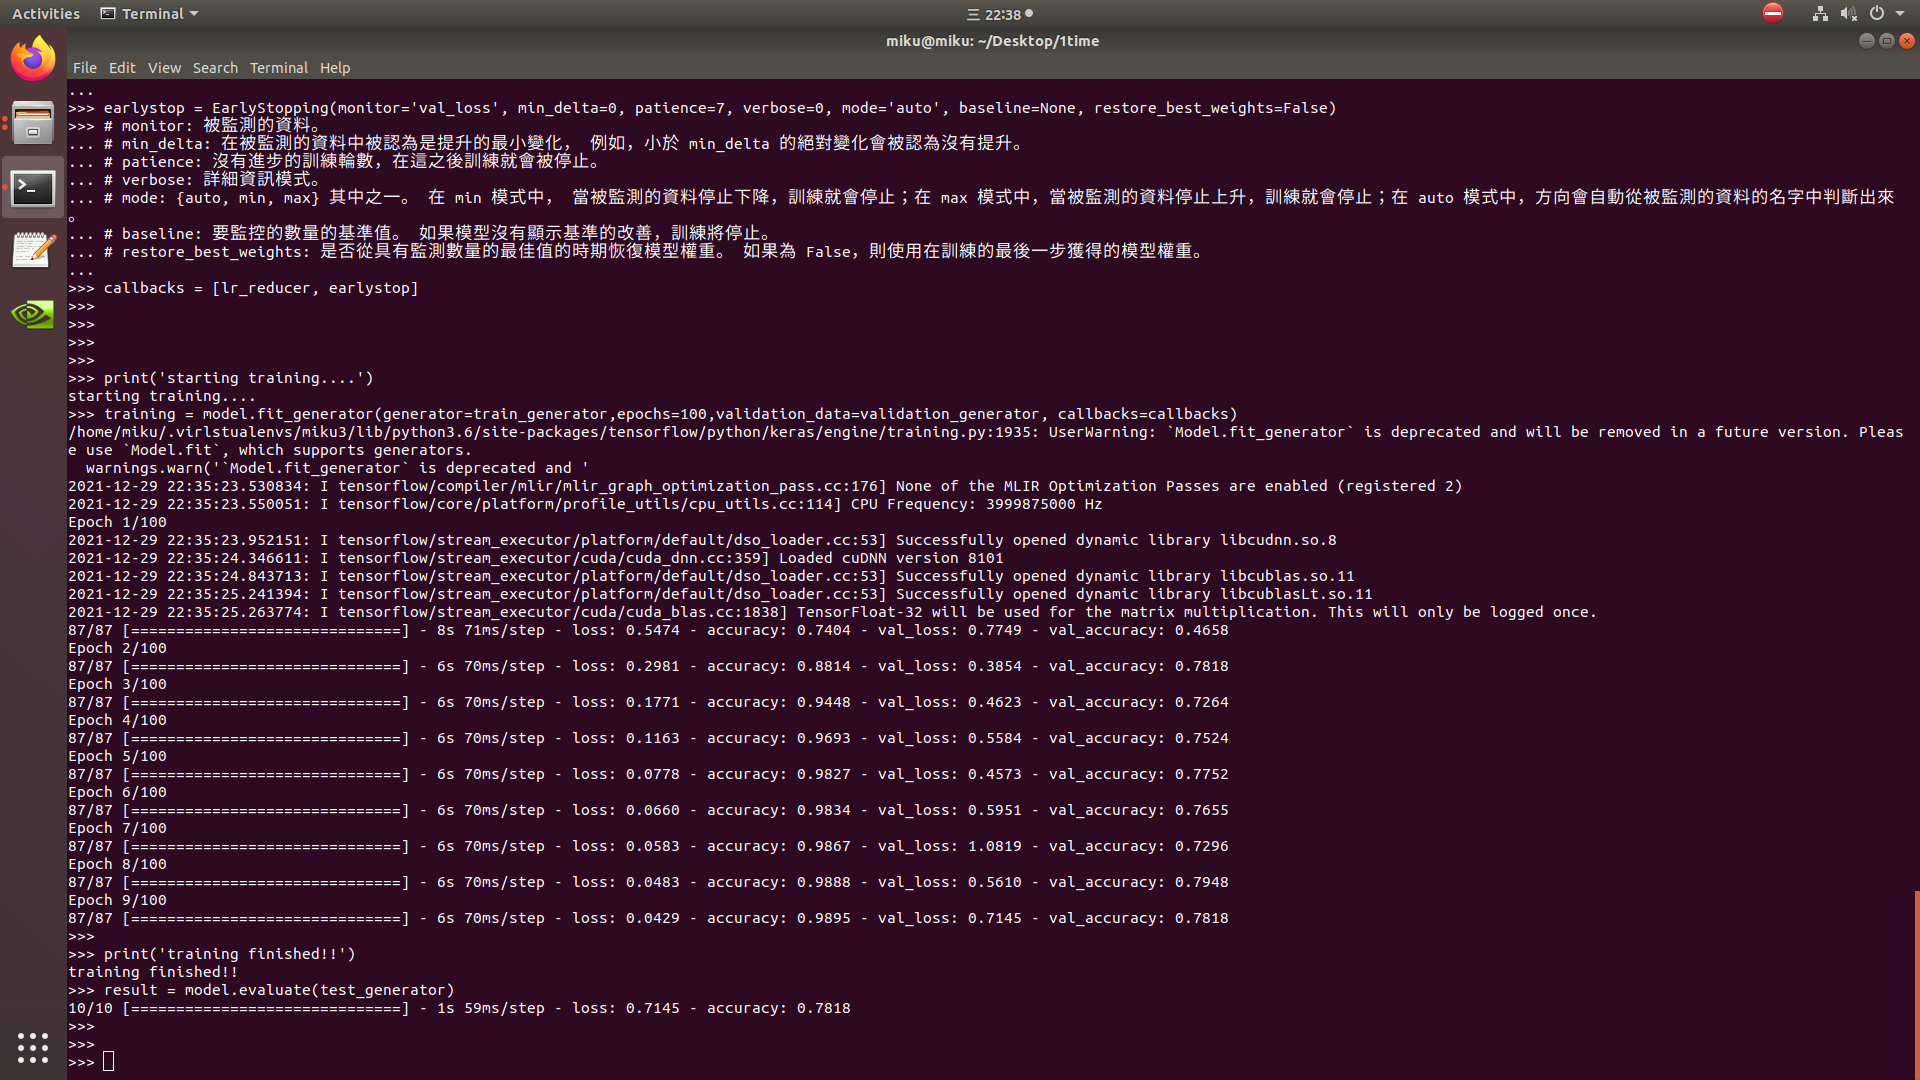 Activities
Terminal
三 22:38
miku@miku: ~/Desktop/1time
File Edit View Search Terminal Help
...
>>> earlystop = EarlyStopping(monitor='val_loss', min_delta=0, patience=7, verbose=0, mode='auto', baseline=None, restore_best_weights=False)
>>> # monitor: 被監測的資料。
... # min_delta: 在被監測的資料中被認為是提升的最小變化， 例如，小於 min_delta 的絕對變化會被認為沒有提升。
... # patience: 沒有進步的訓練輪數，在這之後訓練就會被停止。
... # verbose: 詳細資訊模式。
... # mode: {auto, min, max} 其中之一。 在 min 模式中， 當被監測的資料停止下降，訓練就會停止；在 max 模式中，當被監測的資料停止上升，訓練就會停止；在 auto 模式中，方向會自動從被監測的資料的名字中判斷出來
。
... # baseline: 要監控的數量的基準值。 如果模型沒有顯示基準的改善，訓練將停止。
... # restore_best_weights: 是否從具有監測數量的最佳值的時期恢復模型權重。 如果為 False，則使用在訓練的最後一步獲得的模型權重。
...
>>> callbacks = [lr_reducer, earlystop]
>>>
>>>
>>>
>>>
>>> print('starting training....')
starting training....
>>> training = model.fit_generator(generator=train_generator,epochs=100,validation_data=validation_generator, callbacks=callbacks)
/home/miku/.virlstualenvs/miku3/lib/python3.6/site-packages/tensorflow/python/keras/engine/training.py:1935: UserWarning: `Model.fit_generator` is deprecated and will be removed in a future version. Pleas
e use `Model.fit`, which supports generators.
  warnings.warn('`Model.fit_generator` is deprecated and '
2021-12-29 22:35:23.530834: I tensorflow/compiler/mlir/mlir_graph_optimization_pass.cc:176] None of the MLIR Optimization Passes are enabled (registered 2)
2021-12-29 22:35:23.550051: I tensorflow/core/platform/profile_utils/cpu_utils.cc:114] CPU Frequency: 3999875000 Hz
Epoch 1/100
2021-12-29 22:35:23.952151: I tensorflow/stream_executor/platform/default/dso_loader.cc:53] Successfully opened dynamic library libcudnn.so.8
2021-12-29 22:35:24.346611: I tensorflow/stream_executor/cuda/cuda_dnn.cc:359] Loaded cuDNN version 8101
2021-12-29 22:35:24.843713: I tensorflow/stream_executor/platform/default/dso_loader.cc:53] Successfully opened dynamic library libcublas.so.11
2021-12-29 22:35:25.241394: I tensorflow/stream_executor/platform/default/dso_loader.cc:53] Successfully opened dynamic library libcublasLt.so.11
2021-12-29 22:35:25.263774: I tensorflow/stream_executor/cuda/cuda_blas.cc:1838] TensorFloat-32 will be used for the matrix multiplication. This will only be logged once.
87/87 [==============================] - 8s 71ms/step - loss: 0.5474 - accuracy: 0.7404 - val_loss: 0.7749 - val_accuracy: 0.4658
Epoch 2/100
87/87 [==============================] - 6s 70ms/step - loss: 0.2981 - accuracy: 0.8814 - val_loss: 0.3854 - val_accuracy: 0.7818
Epoch 3/100
87/87 [==============================] - 6s 70ms/step - loss: 0.1771 - accuracy: 0.9448 - val_loss: 0.4623 - val_accuracy: 0.7264
Epoch 4/100
87/87 [==============================] - 6s 70ms/step - loss: 0.1163 - accuracy: 0.9693 - val_loss: 0.5584 - val_accuracy: 0.7524
Epoch 5/100
87/87 [==============================] - 6s 70ms/step - loss: 0.0778 - accuracy: 0.9827 - val_loss: 0.4573 - val_accuracy: 0.7752
Epoch 6/100
87/87 [==============================] - 6s 70ms/step - loss: 0.0660 - accuracy: 0.9834 - val_loss: 0.5951 - val_accuracy: 0.7655
Epoch 7/100
87/87 [==============================] - 6s 70ms/step - loss: 0.0583 - accuracy: 0.9867 - val_loss: 1.0819 - val_accuracy: 0.7296
Epoch 8/100
87/87 [==============================] - 6s 70ms/step - loss: 0.0483 - accuracy: 0.9888 - val_loss: 0.5610 - val_accuracy: 0.7948
Epoch 9/100
87/87 [==============================] - 6s 70ms/step - loss: 0.0429 - accuracy: 0.9895 - val_loss: 0.7145 - val_accuracy: 0.7818
>>>
>>> print('training finished!!')
training finished!!
>>> result = model.evaluate(test_generator)
10/10 [==============================] - 1s 59ms/step - loss: 0.7145 - accuracy: 0.7818
>>>
>>>
>>>